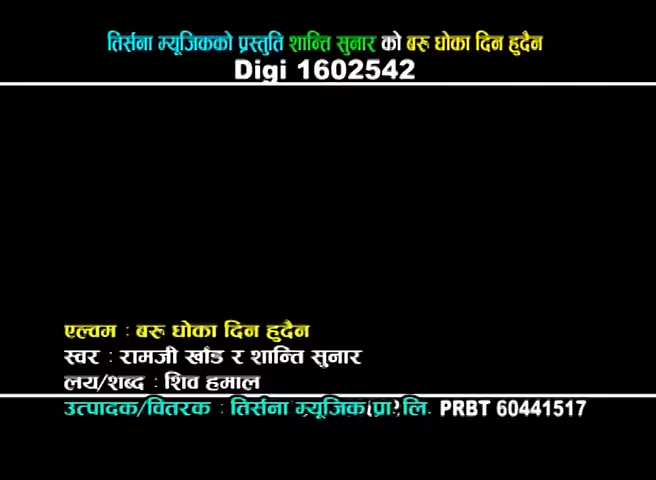 तिर्सना म्यूजिकको प्रस्तुति शान्ति सुनार को बरू धोका दिन हुदैन
Digi 1602542
एल्वम : बरू धोका दिन हुदैन
स्वर : रामजी खाँड र शान्ति सुनार
लय/शब्द : शिव हमाल
उत्पादक/वितरक : तिर्सना म्यूजिक प्रा. लि. PRBT 60441517